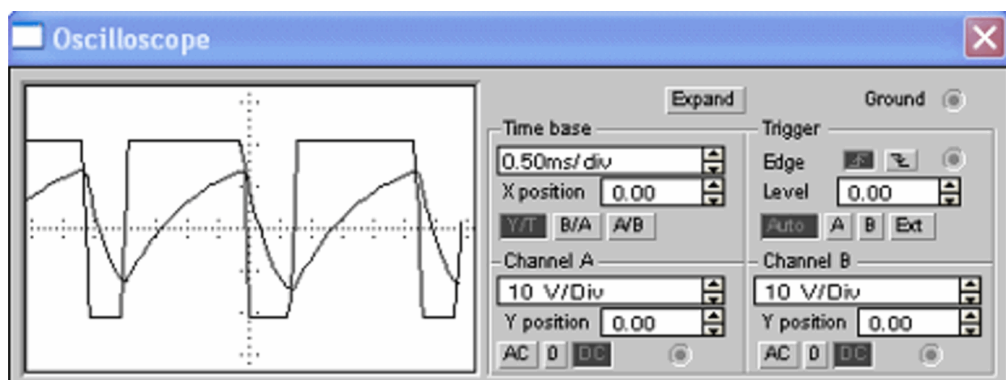 Oscilloscope
Expand Ground
Time base
0.50ms/div
X position 0.00
Y/T B/A A/B
Trigger
Edge
Level 0.00
Auto A B Ext
Channel A
10 V/Div
Y position 0.00
AC 0 DC
Channel B
10 V/Div
Y position 0.00
AC 0 DC